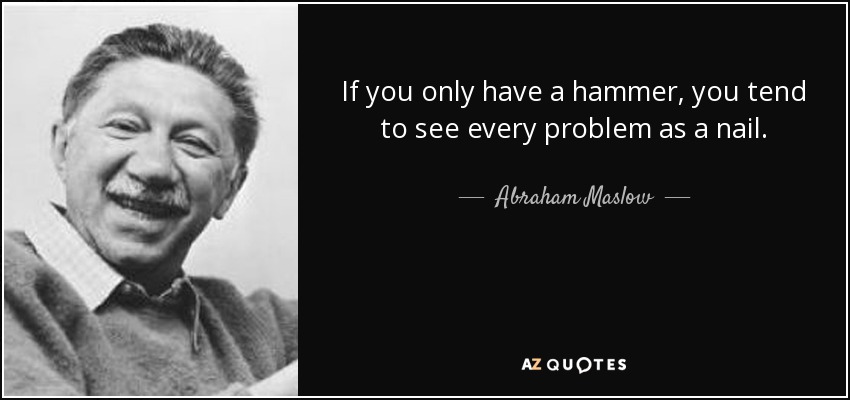 If you only have a hammer, you tend
to see every problem as a nail.
Abraham Maslow
AZ QUOTES